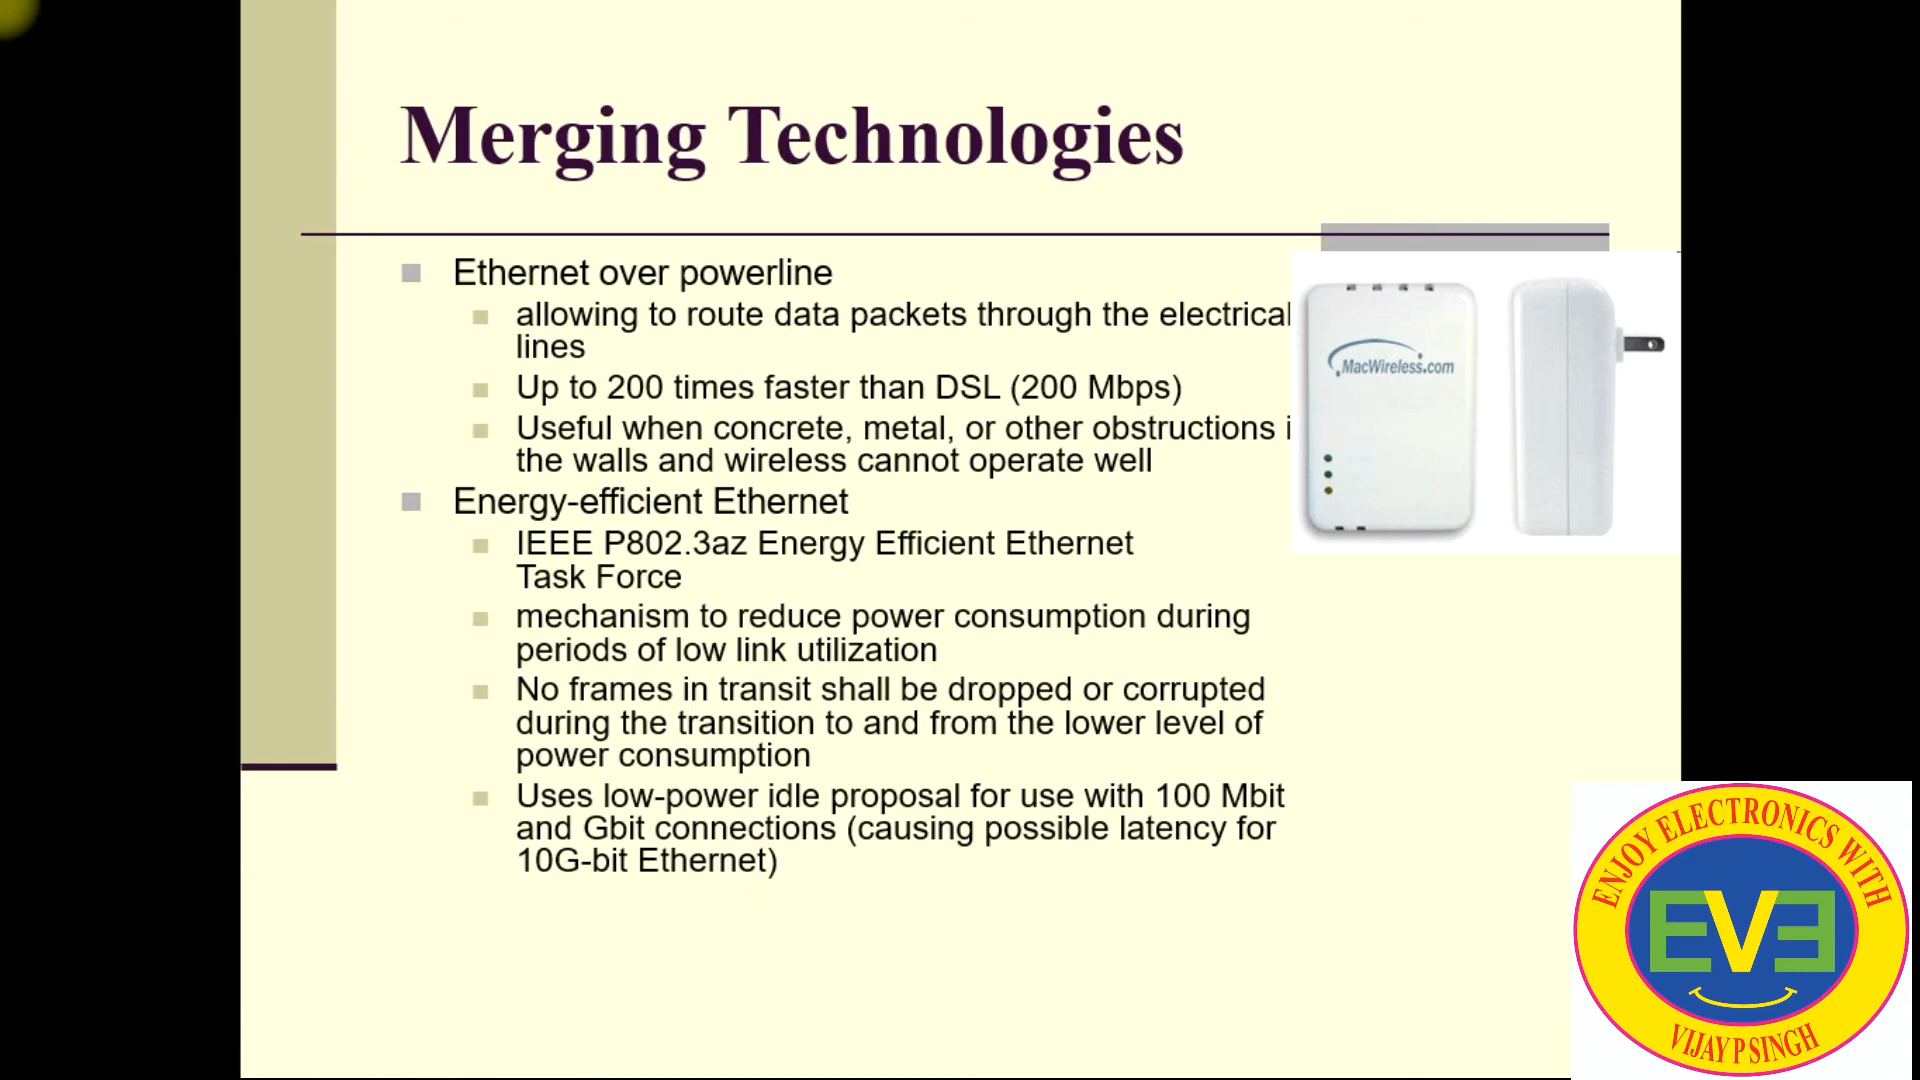 Merging Technologies
Ethernet over powerline
allowing to route data packets through the electrical
lines
Up to 200 times faster than DSL (200 Mbps)
Useful when concrete, metal, or other obstructions i
the walls and wireless cannot operate well
Energy-efficient Ethernet
IEEE P802.3az Energy Efficient Ethernet
Task Force
mechanism to reduce power consumption during
periods of low link utilization
No frames in transit shall be dropped or corrupted
during the transition to and from the lower level of
power consumption
Uses low-power idle proposal for use with 100 Mbit
and Gbit connections (causing possible latency for
10G-bit Ethernet)
MacWireless.com
ENJOY ELECTRONICS WITH
EVE
VIJAY P SINGH